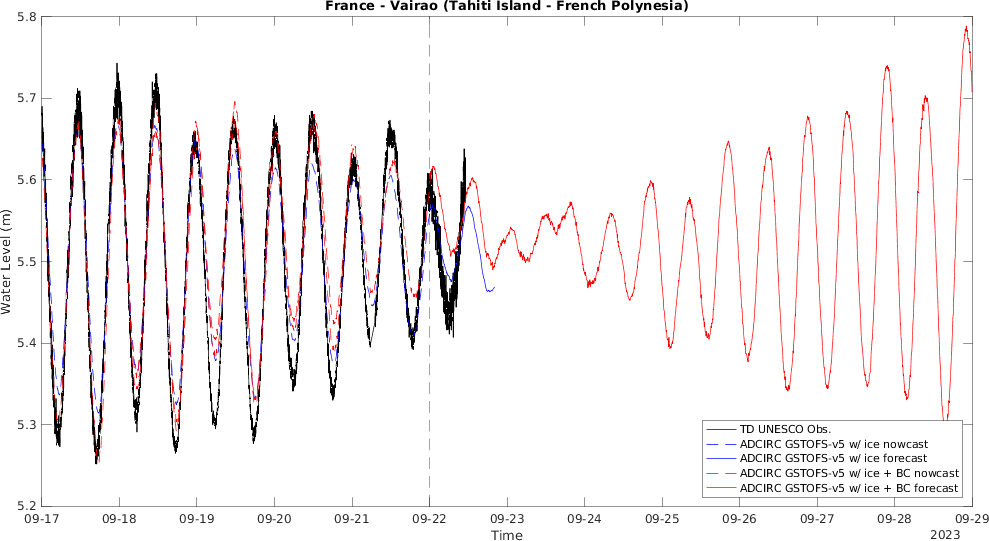 France - Vairao (Tahiti Island - French Polynesia)
5.8
5.7
5.6
5.5
5.4
5.3
5.2
Water Level (m)
TD UNESCO Obs.
ADCIRC GSTOFS-v5 w/ ice nowcast
ADCIRC GSTOFS-v5 w/ ice forecast
ADCIRC GSTOFS-v5 w/ ice + BC nowcast
ADCIRC GSTOFS-v5 w/ ice + BC forecast
09-17 09-18 09-19 09-20 09-21 09-22 09-23 09-24 09-25 09-26 09-27 09-28 09-29
Time
2023